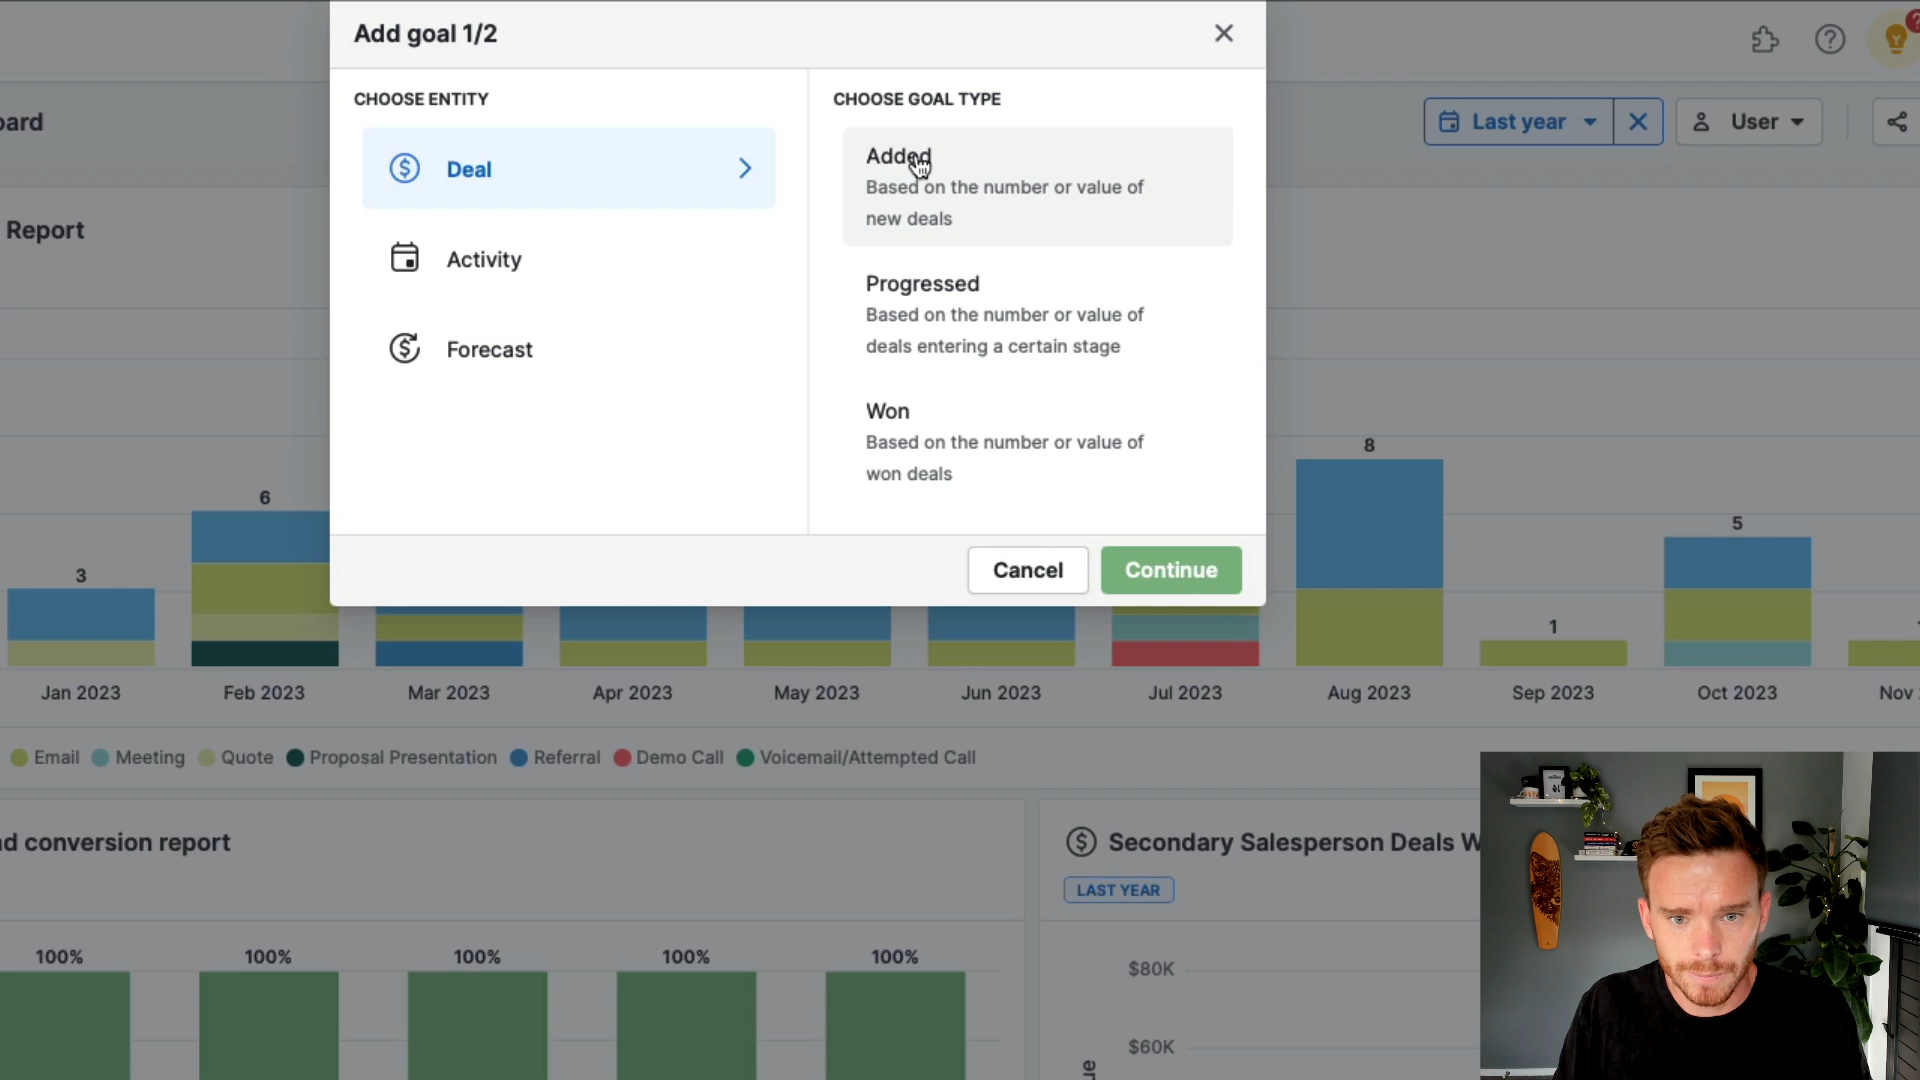 Add goal 1/2
CHOOSE ENTITY
CHOOSE GOAL TYPE
Deal
Activity
Forecast
Added
Based on the number or value of
new deals
Progressed
Based on the number or value of
deals entering a certain stage
Won
Based on the number or value of
won deals
Cancel
Continue
oard
Last year
User
Report
3
6
8
1
5
Jan 2023
Feb 2023
Mar 2023
Apr 2023
May 2023
Jun 2023
Jul 2023
Aug 2023
Sep 2023
Oct 2023
Nov
Email
Meeting
Quote
Proposal Presentation
Referral
Demo Call
Voicemail/Attempted Call
d conversion report
100%
100%
100%
100%
100%
Secondary Salesperson Deals W
LAST YEAR
$80K
$60K